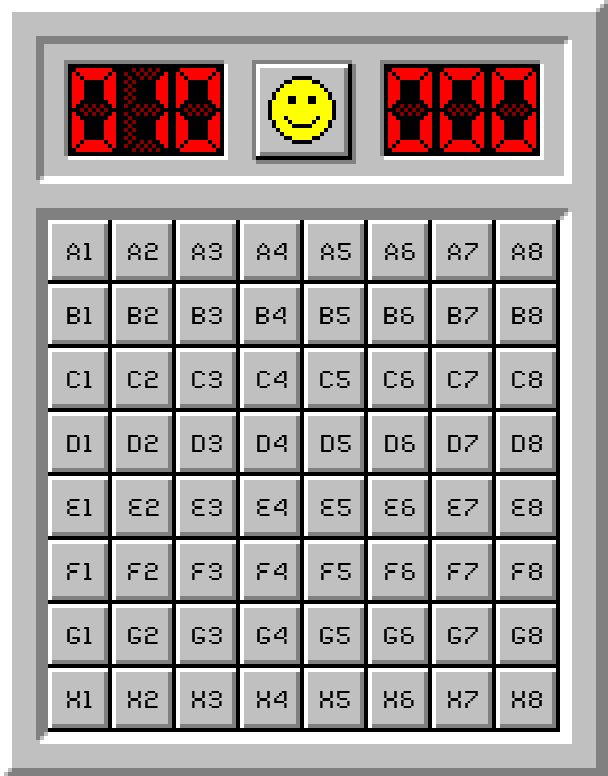 010 000
A1 A2 A3 A4 A5 A6 A7 A8
B1 B2 B3 B4 B5 B6 B7 B8
C1 C2 C3 C4 C5 C6 C7 C8
D1 D2 D3 D4 D5 D6 D7 D8
E1 E2 E3 E4 E5 E6 E7 E8
F1 F2 F3 F4 F5 F6 F7 F8
G1 G2 G3 G4 G5 G6 G7 G8
H1 H2 H3 H4 H5 H6 H7 H8